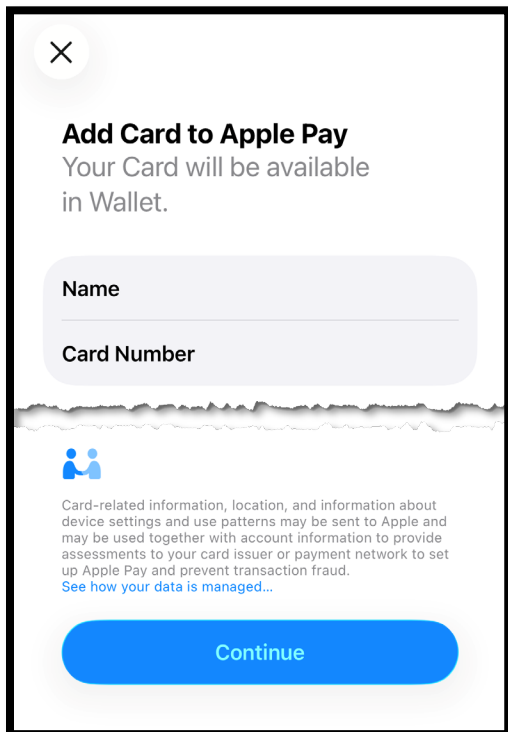 Add Card to Apple Pay
Your Card will be available
in Wallet.
Name
Card Number
Card-related information, location, and information about
device settings and use patterns may be sent to Apple and
may be used together with account information to provide
assessments to your card issuer or payment network to set
up Apple Pay and prevent transaction fraud.
See how your data is managed...
Continue